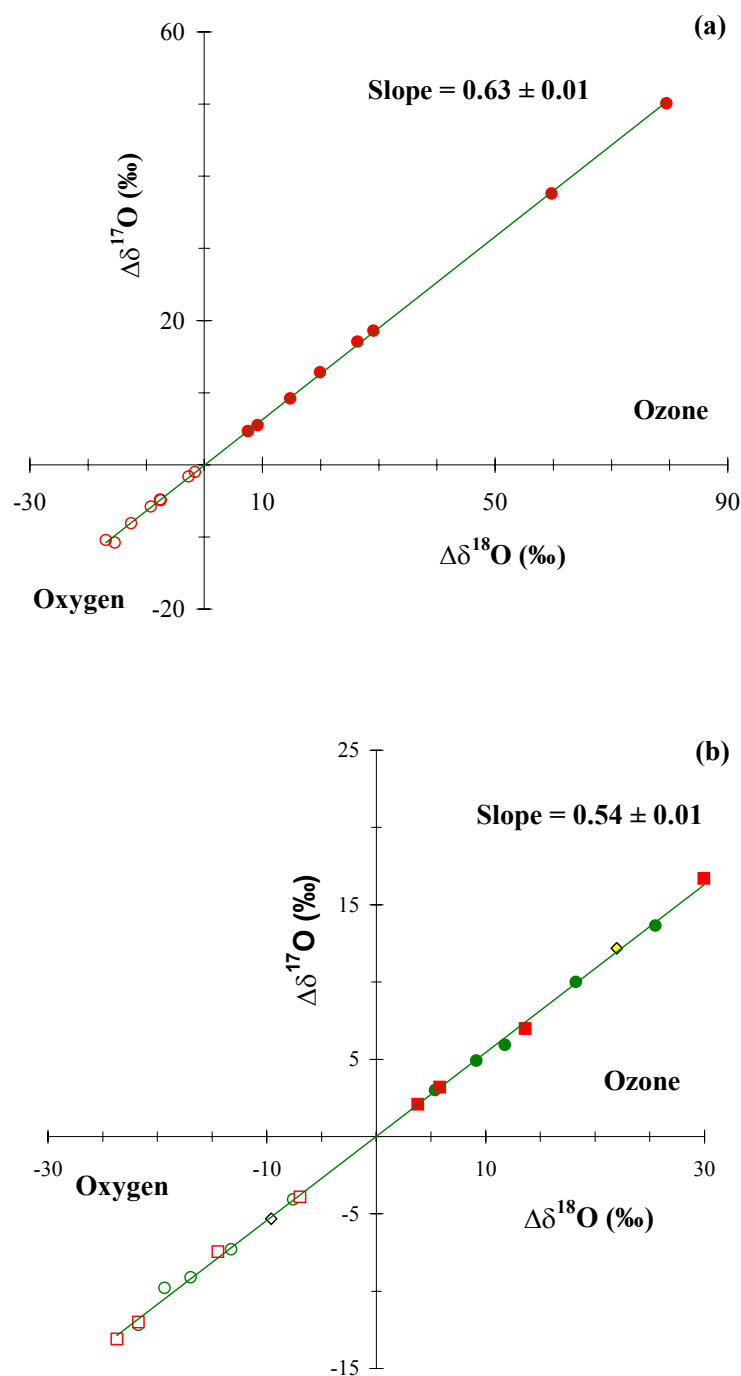 (a)
60
Slope = 0.63 ± 0.01
Δδ¹⁷O (‰)
20
Ozone
-30
10
50
90
Δδ¹⁸O (‰)
Oxygen
-20
(b)
25
Slope = 0.54 ± 0.01
Δδ¹⁷O (‰)
15
5
Ozone
-30
-10
10
30
Oxygen
Δδ¹⁸O (‰)
-5
-15